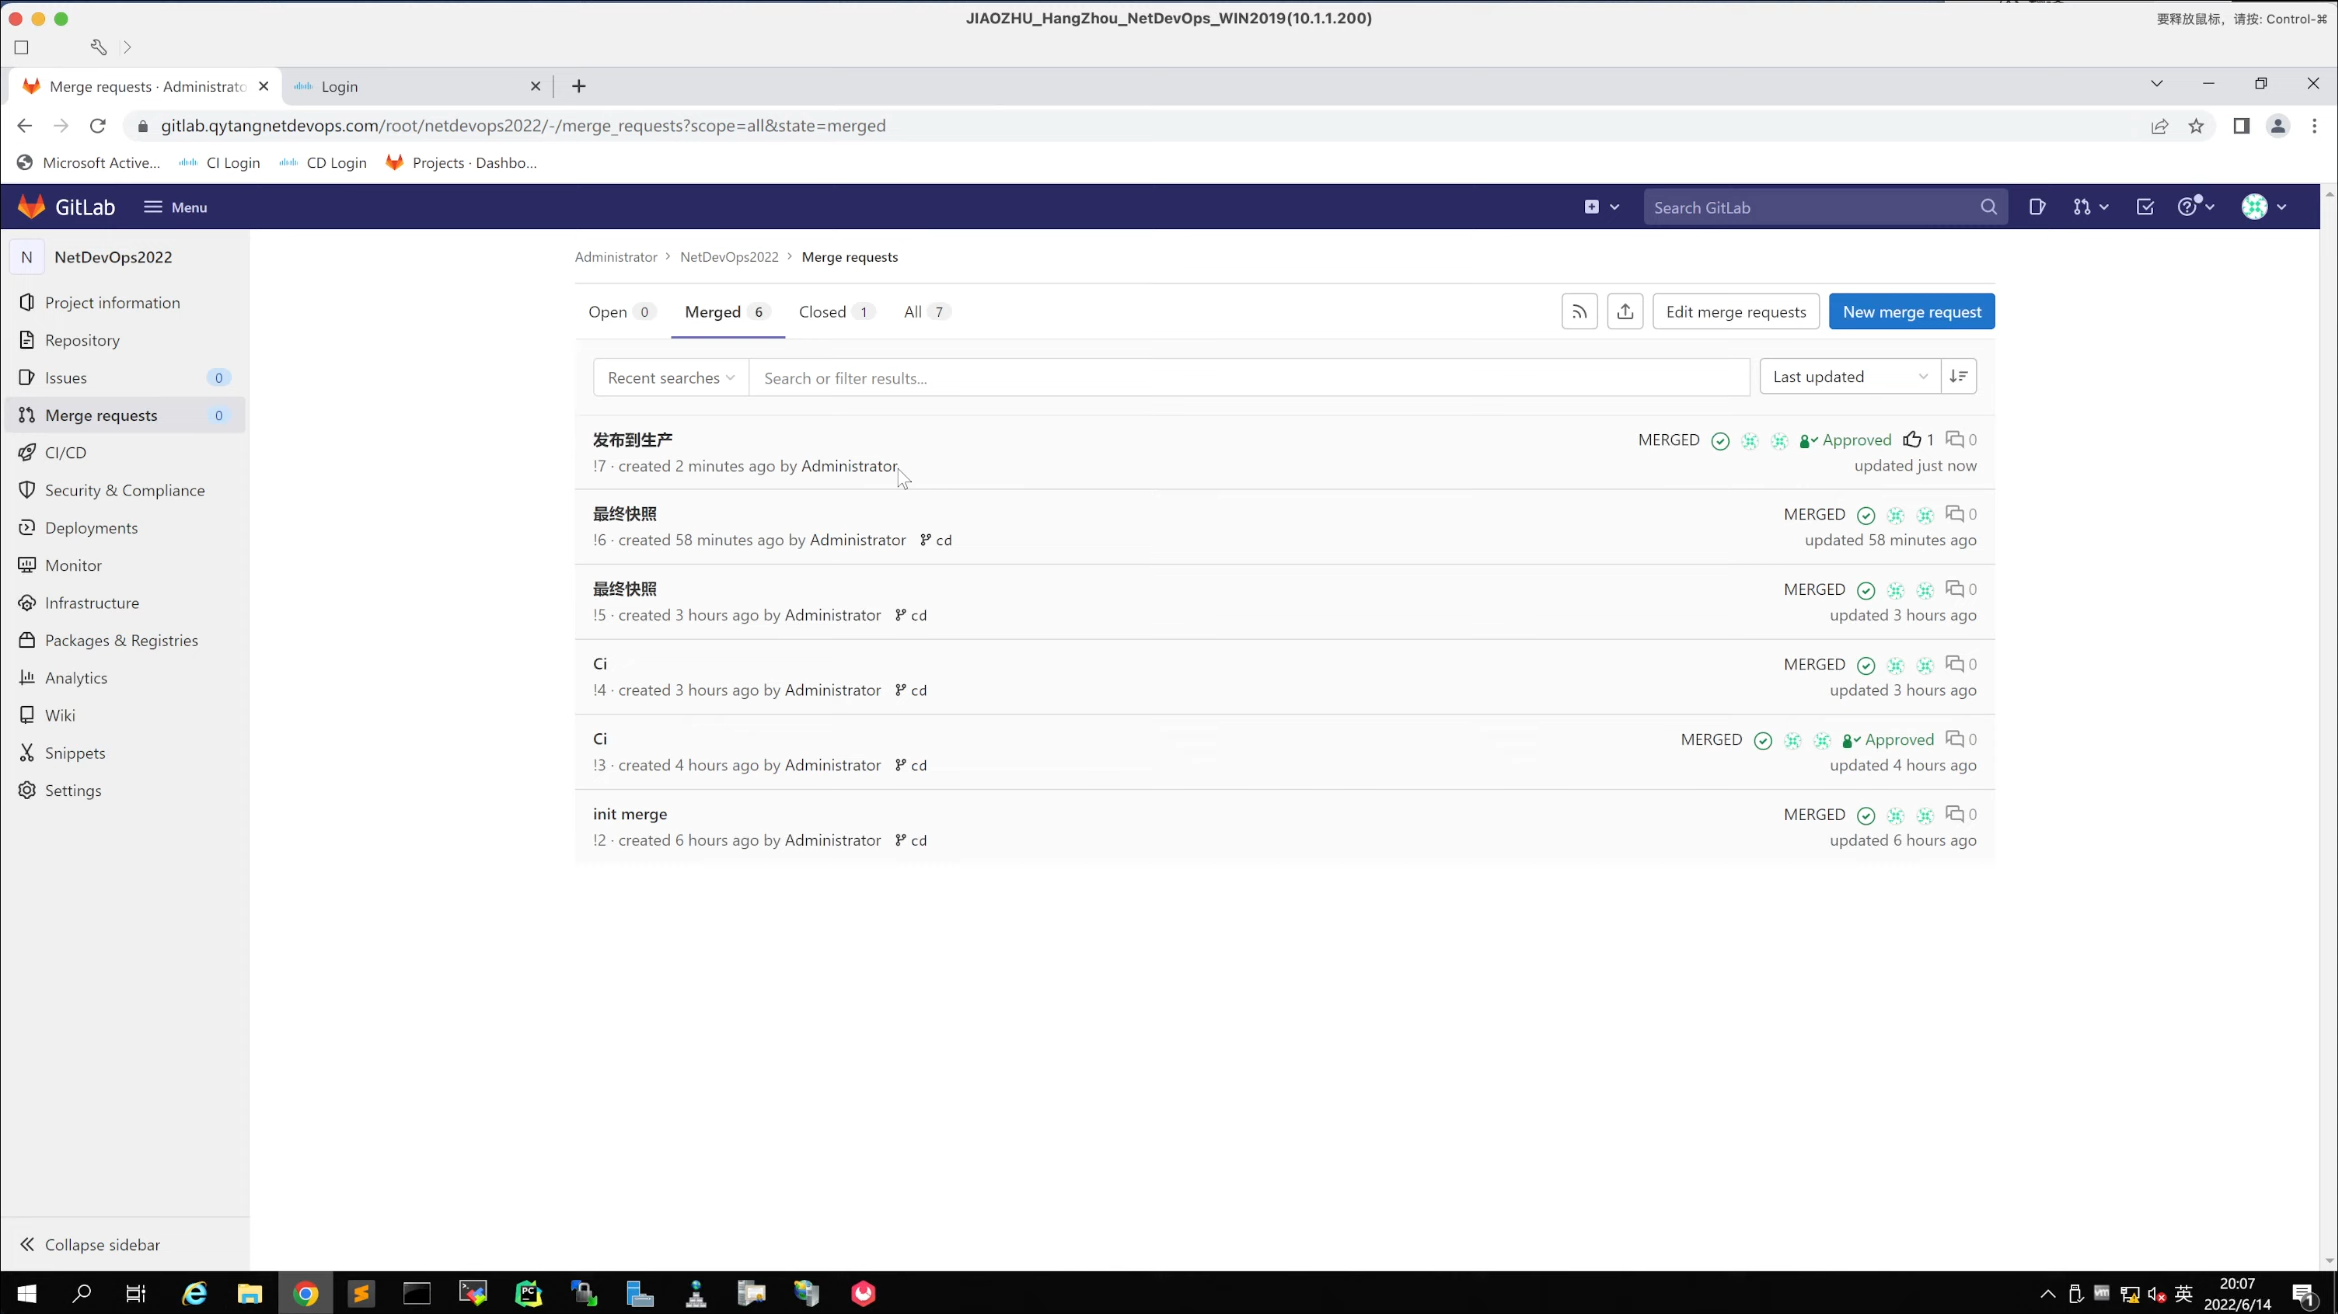 JIAOZHU_HangZhou_NetDevOps_WIN2019(10.1.1.200)
要释放鼠标，请按: Control-⌘
Merge requests · Administrato
Login
gitlab.qytangnetdevops.com/root/netdevops2022/-/merge_requests?scope=all&state=merged
Microsoft Active...
CI Login
CD Login
Projects · Dashbo...
GitLab
Menu
Search GitLab
N NetDevOps2022
Project information
Repository
Issues 0
Merge requests 0
CI/CD
Security & Compliance
Deployments
Monitor
Infrastructure
Packages & Registries
Analytics
Wiki
Snippets
Settings
Collapse sidebar
Administrator > NetDevOps2022 > Merge requests
Open 0 Merged 6 Closed 1 All 7
Edit merge requests
New merge request
Recent searches
Search or filter results...
Last updated
发布到生产
MERGED Approved 1 0
!7 · created 2 minutes ago by Administrator
updated just now
最终快照
MERGED 0
!6 · created 58 minutes ago by Administrator cd
updated 58 minutes ago
最终快照
MERGED 0
!5 · created 3 hours ago by Administrator cd
updated 3 hours ago
Ci
MERGED 0
!4 · created 3 hours ago by Administrator cd
updated 3 hours ago
Ci
MERGED Approved 0
!3 · created 4 hours ago by Administrator cd
updated 4 hours ago
init merge
MERGED 0
!2 · created 6 hours ago by Administrator cd
updated 6 hours ago
PC
英
20:07
2022/6/14
1